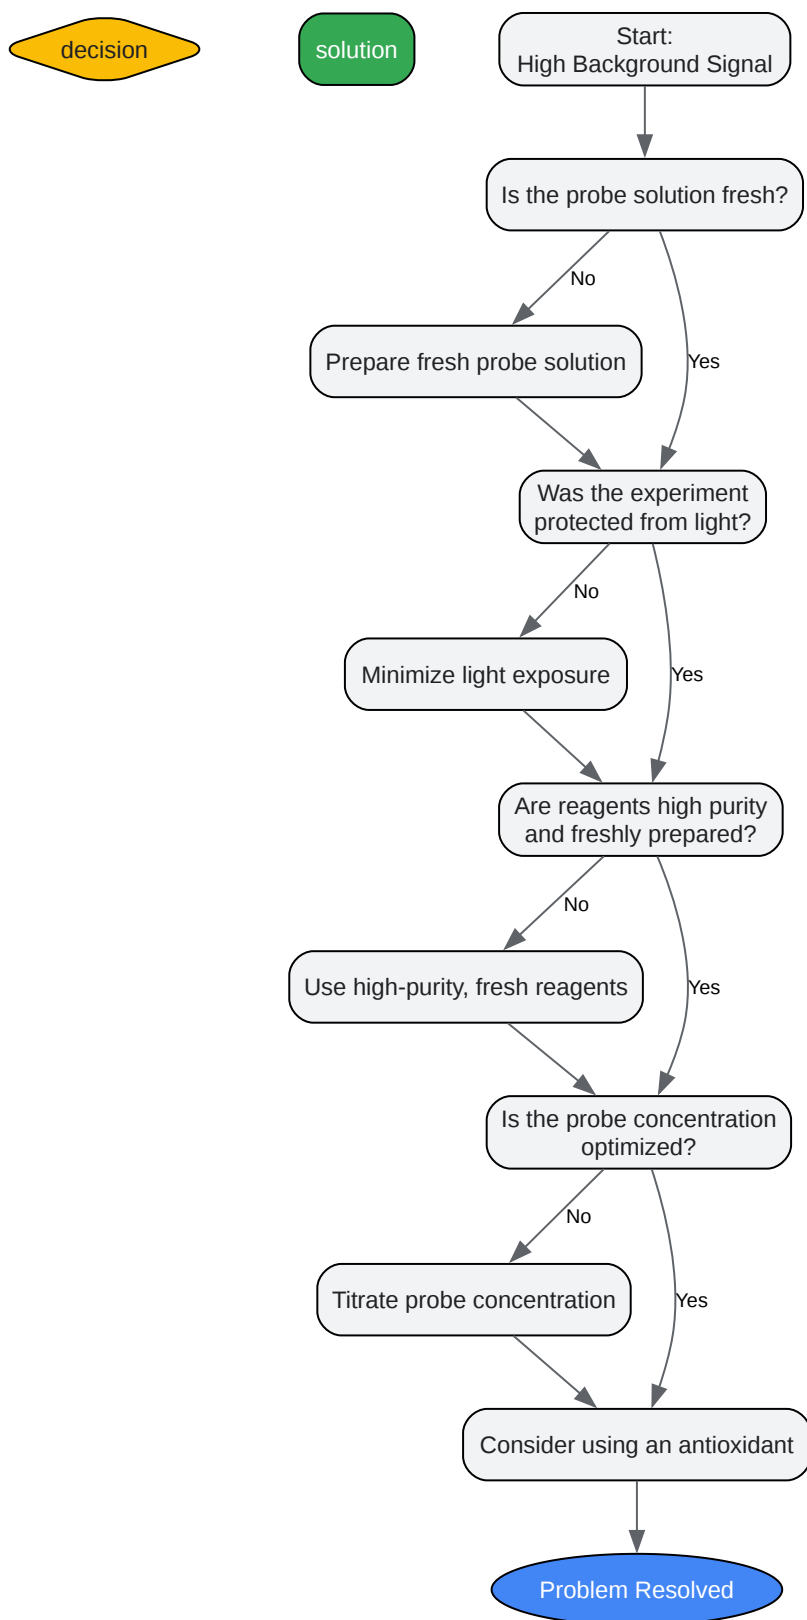 decision
solution
Start:
High Background Signal
Is the probe solution fresh?
No
Prepare fresh probe solution
Yes
Was the experiment
protected from light?
No
Minimize light exposure
Yes
Are reagents high purity
and freshly prepared?
No
Use high-purity, fresh reagents
Yes
Is the probe concentration
optimized?
No
Titrate probe concentration
Yes
Consider using an antioxidant
Problem Resolved